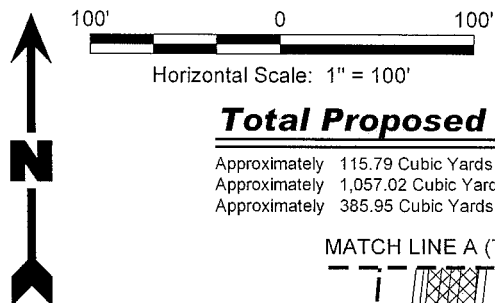 100' 0 100'
Horizontal Scale: 1" = 100'
N
Total Proposed
Approximately 115.79 Cubic Yards
Approximately 1,057.02 Cubic Yard
Approximately 385.95 Cubic Yards
MATCH LINE A (